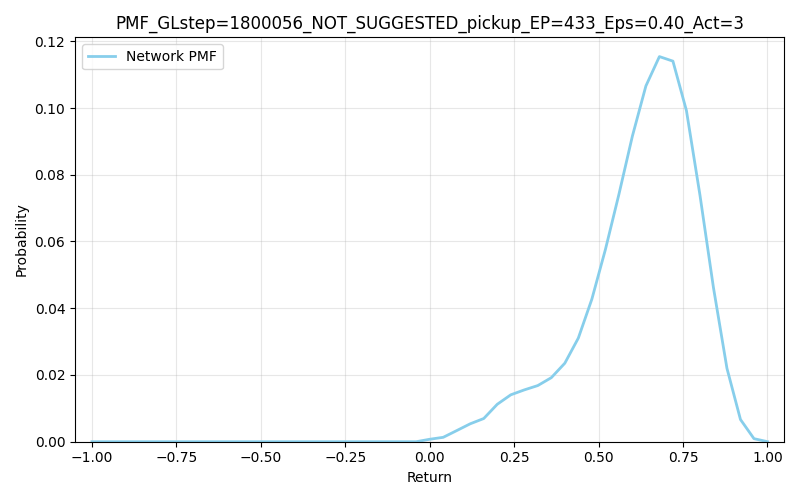 PMF_GLstep=1800056_NOT_SUGGESTED_pickup_EP=433_Eps=0.40_Act=3
Network PMF
0.12
0.10
0.08
0.06
0.04
0.02
0.00
Probability
−1.00 −0.75 −0.50 −0.25 0.00 0.25 0.50 0.75 1.00
Return